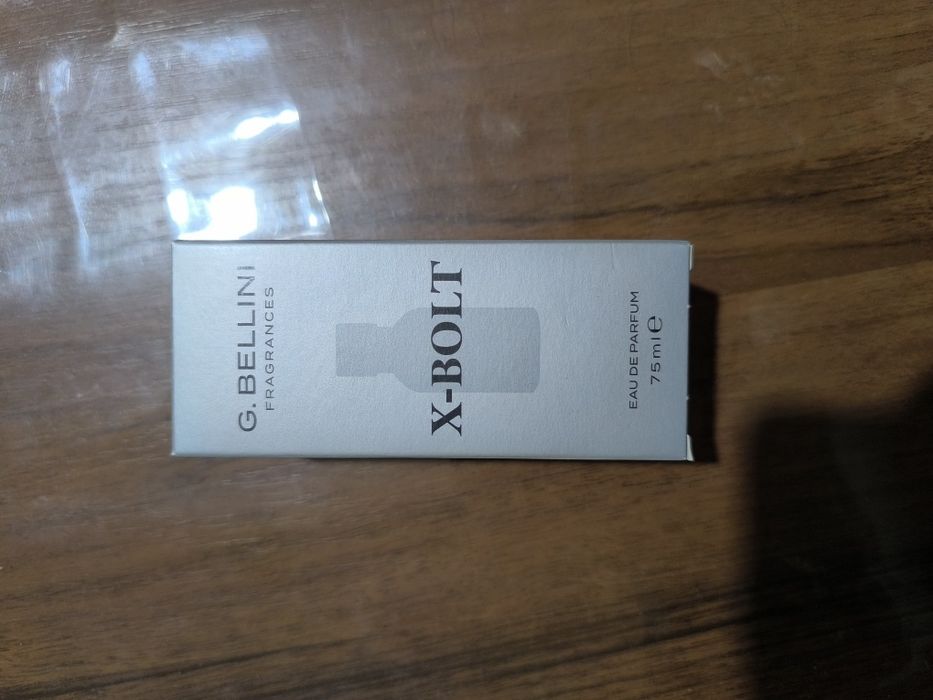 G. BELLINI
FRAGRANCES
X-BOLT
EAU DE PARFUM
75ml℮